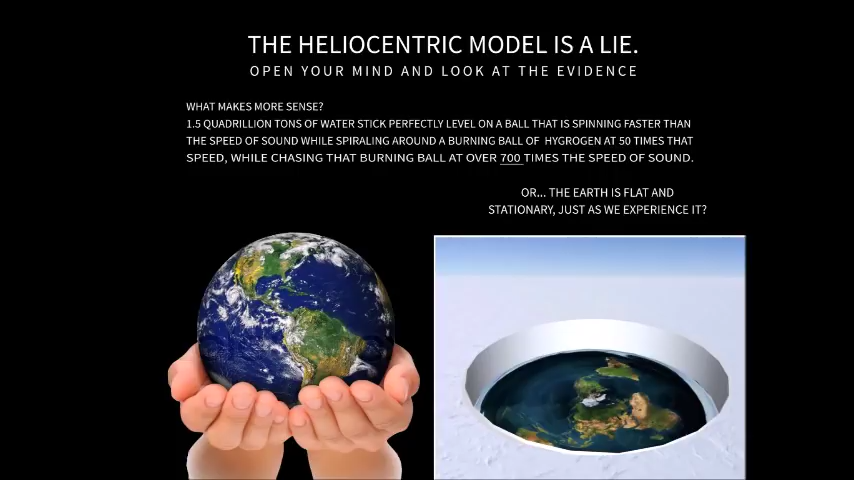 THE HELIOCENTRIC MODEL IS A LIE.
OPEN YOUR MIND AND LOOK AT THE EVIDENCE
WHAT MAKES MORE SENSE?
1.5 QUADRILLION TONS OF WATER STICK PERFECTLY LEVEL ON A BALL THAT IS SPINNING FASTER THAN
THE SPEED OF SOUND WHILE SPIRALING AROUND A BURNING BALL OF HYGROGEN AT 50 TIMES THAT
SPEED, WHILE CHASING THAT BURNING BALL AT OVER 700 TIMES THE SPEED OF SOUND.
OR... THE EARTH IS FLAT AND
STATIONARY, JUST AS WE EXPERIENCE IT?